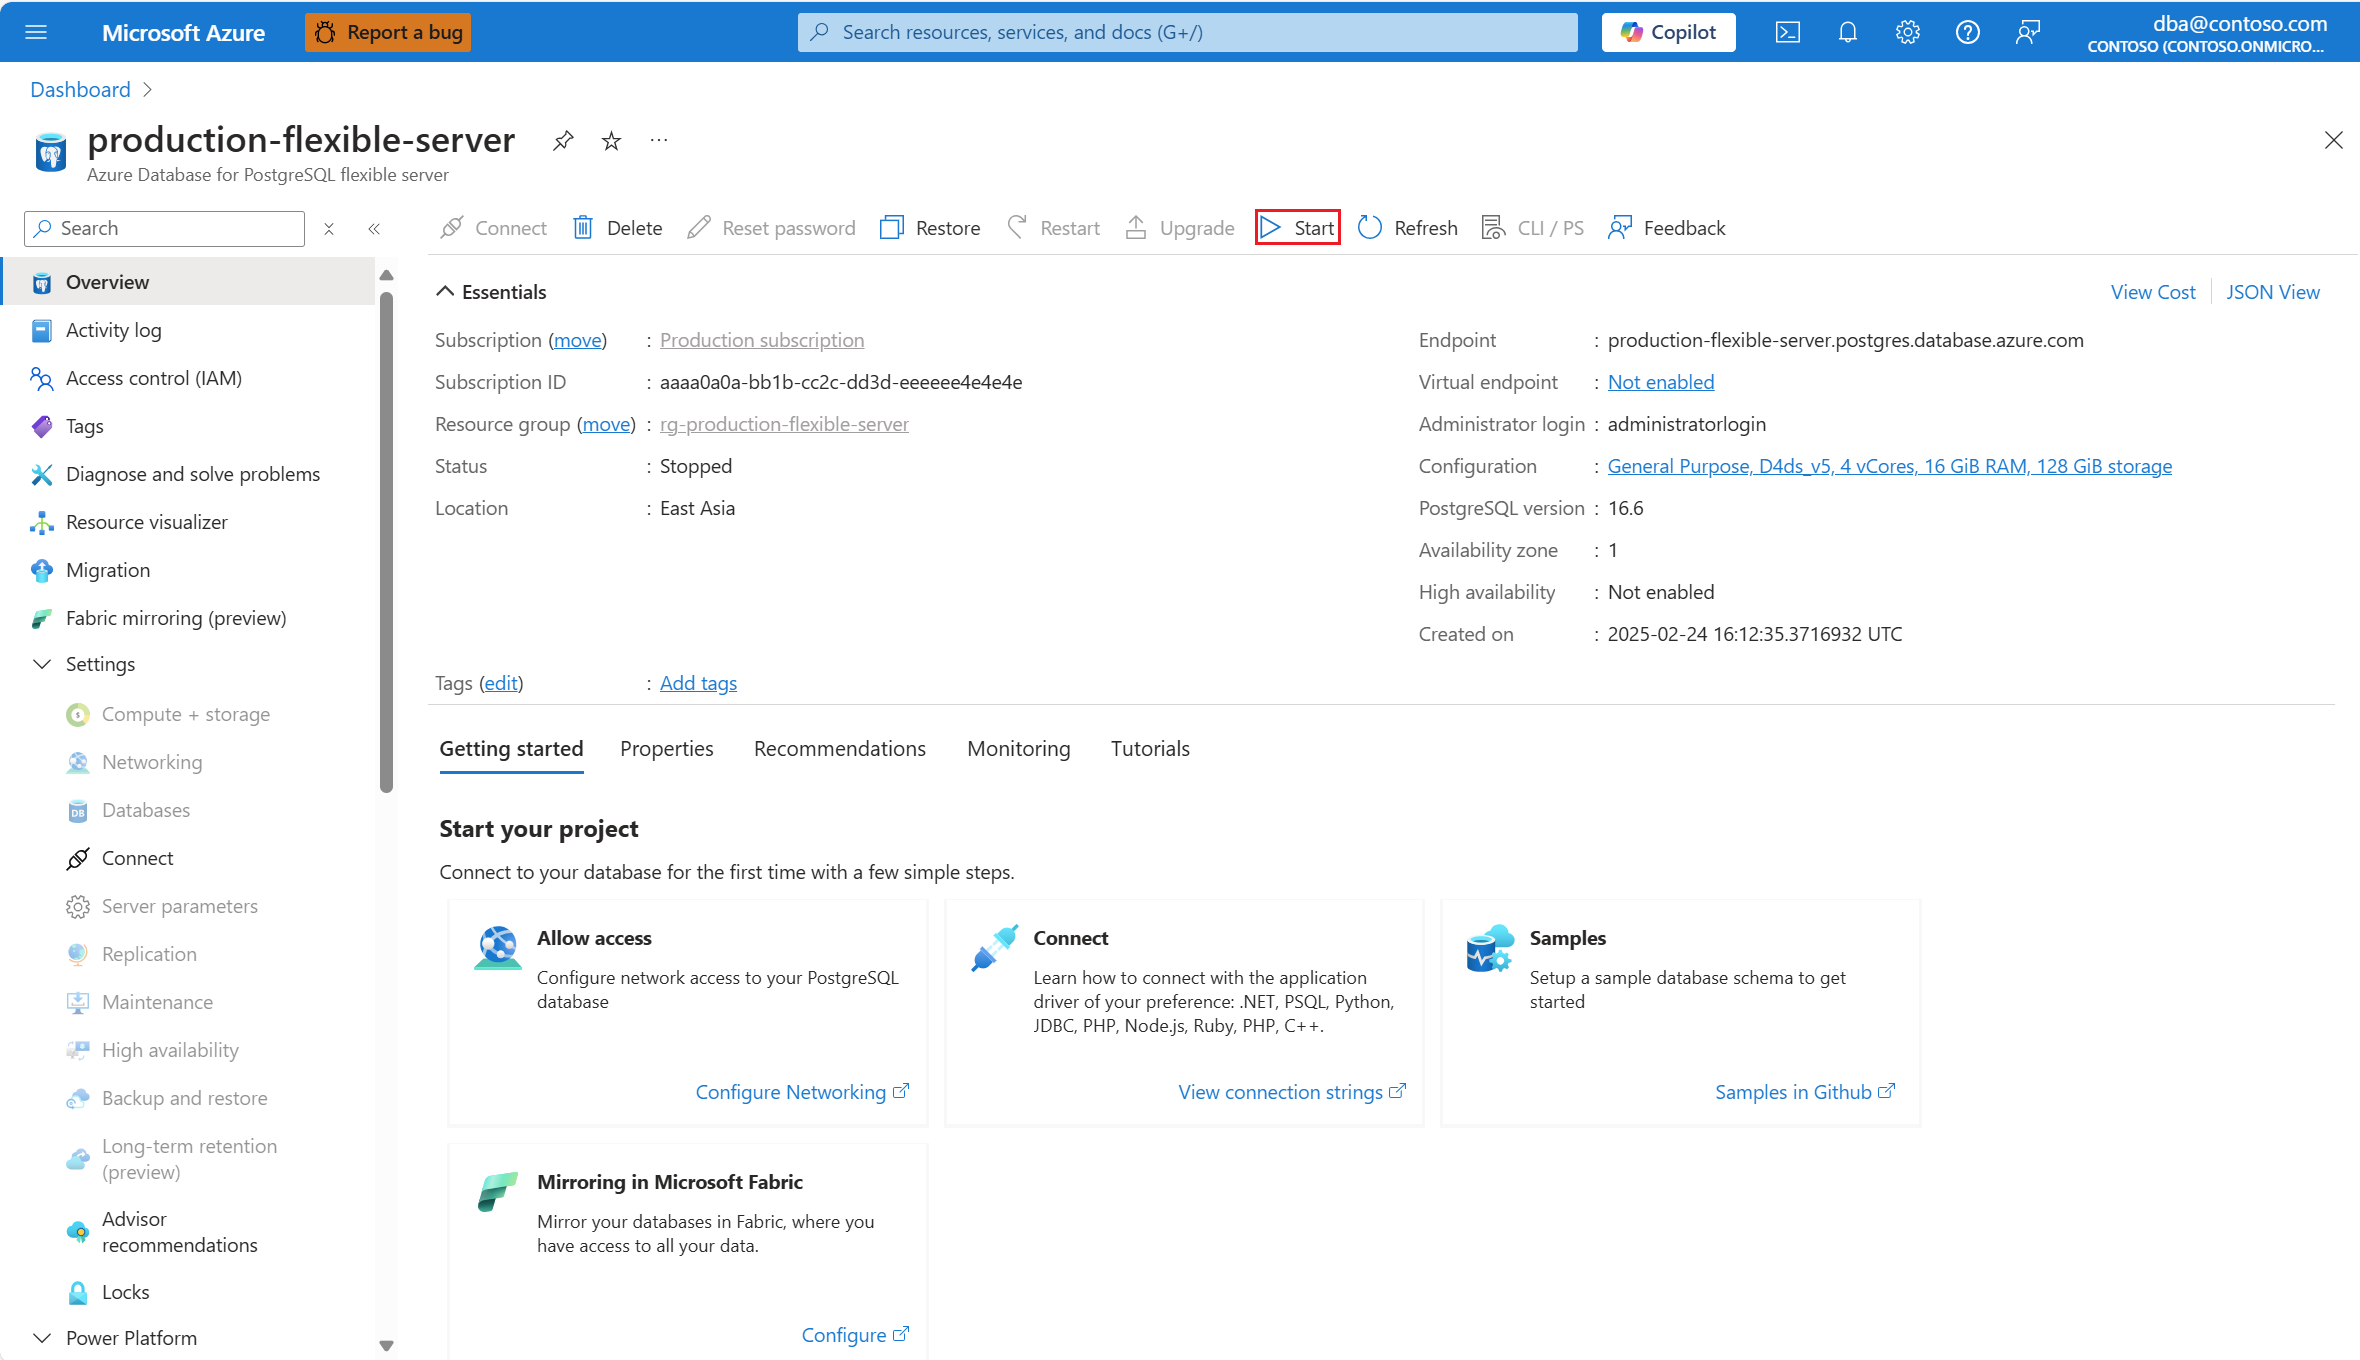 Microsoft Azure
Report a bug
Search resources, services, and docs (G+/)
Copilot
dba@contoso.com
CONTOSO (CONTOSO.ONMICRO...
Dashboard
production-flexible-server
Azure Database for PostgreSQL flexible server
Search
Connect
Delete
Reset password
Restore
Restart
Upgrade
Start
Refresh
CLI / PS
Feedback
Overview
Activity log
Access control (IAM)
Tags
Diagnose and solve problems
Resource visualizer
Migration
Fabric mirroring (preview)
Settings
Compute + storage
Networking
Databases
Connect
Server parameters
Replication
Maintenance
High availability
Backup and restore
Long-term retention
(preview)
Advisor
recommendations
Locks
Power Platform
Essentials
View Cost
JSON View
Subscription (move) : Production subscription
Subscription ID : aaaa0a0a-bb1b-cc2c-dd3d-eeeeee4e4e4e
Resource group (move) : rg-production-flexible-server
Status : Stopped
Location : East Asia
Endpoint : production-flexible-server.postgres.database.azure.com
Virtual endpoint : Not enabled
Administrator login : administratorlogin
Configuration : General Purpose, D4ds_v5, 4 vCores, 16 GiB RAM, 128 GiB storage
PostgreSQL version : 16.6
Availability zone : 1
High availability : Not enabled
Created on : 2025-02-24 16:12:35.3716932 UTC
Tags (edit) : Add tags
Getting started
Properties
Recommendations
Monitoring
Tutorials
Start your project
Connect to your database for the first time with a few simple steps.
Allow access
Configure network access to your PostgreSQL
database
Configure Networking
Connect
Learn how to connect with the application
driver of your preference: .NET, PSQL, Python,
JDBC, PHP, Node.js, Ruby, PHP, C++.
View connection strings
Samples
Setup a sample database schema to get
started
Samples in Github
Mirroring in Microsoft Fabric
Mirror your databases in Fabric, where you
have access to all your data.
Configure